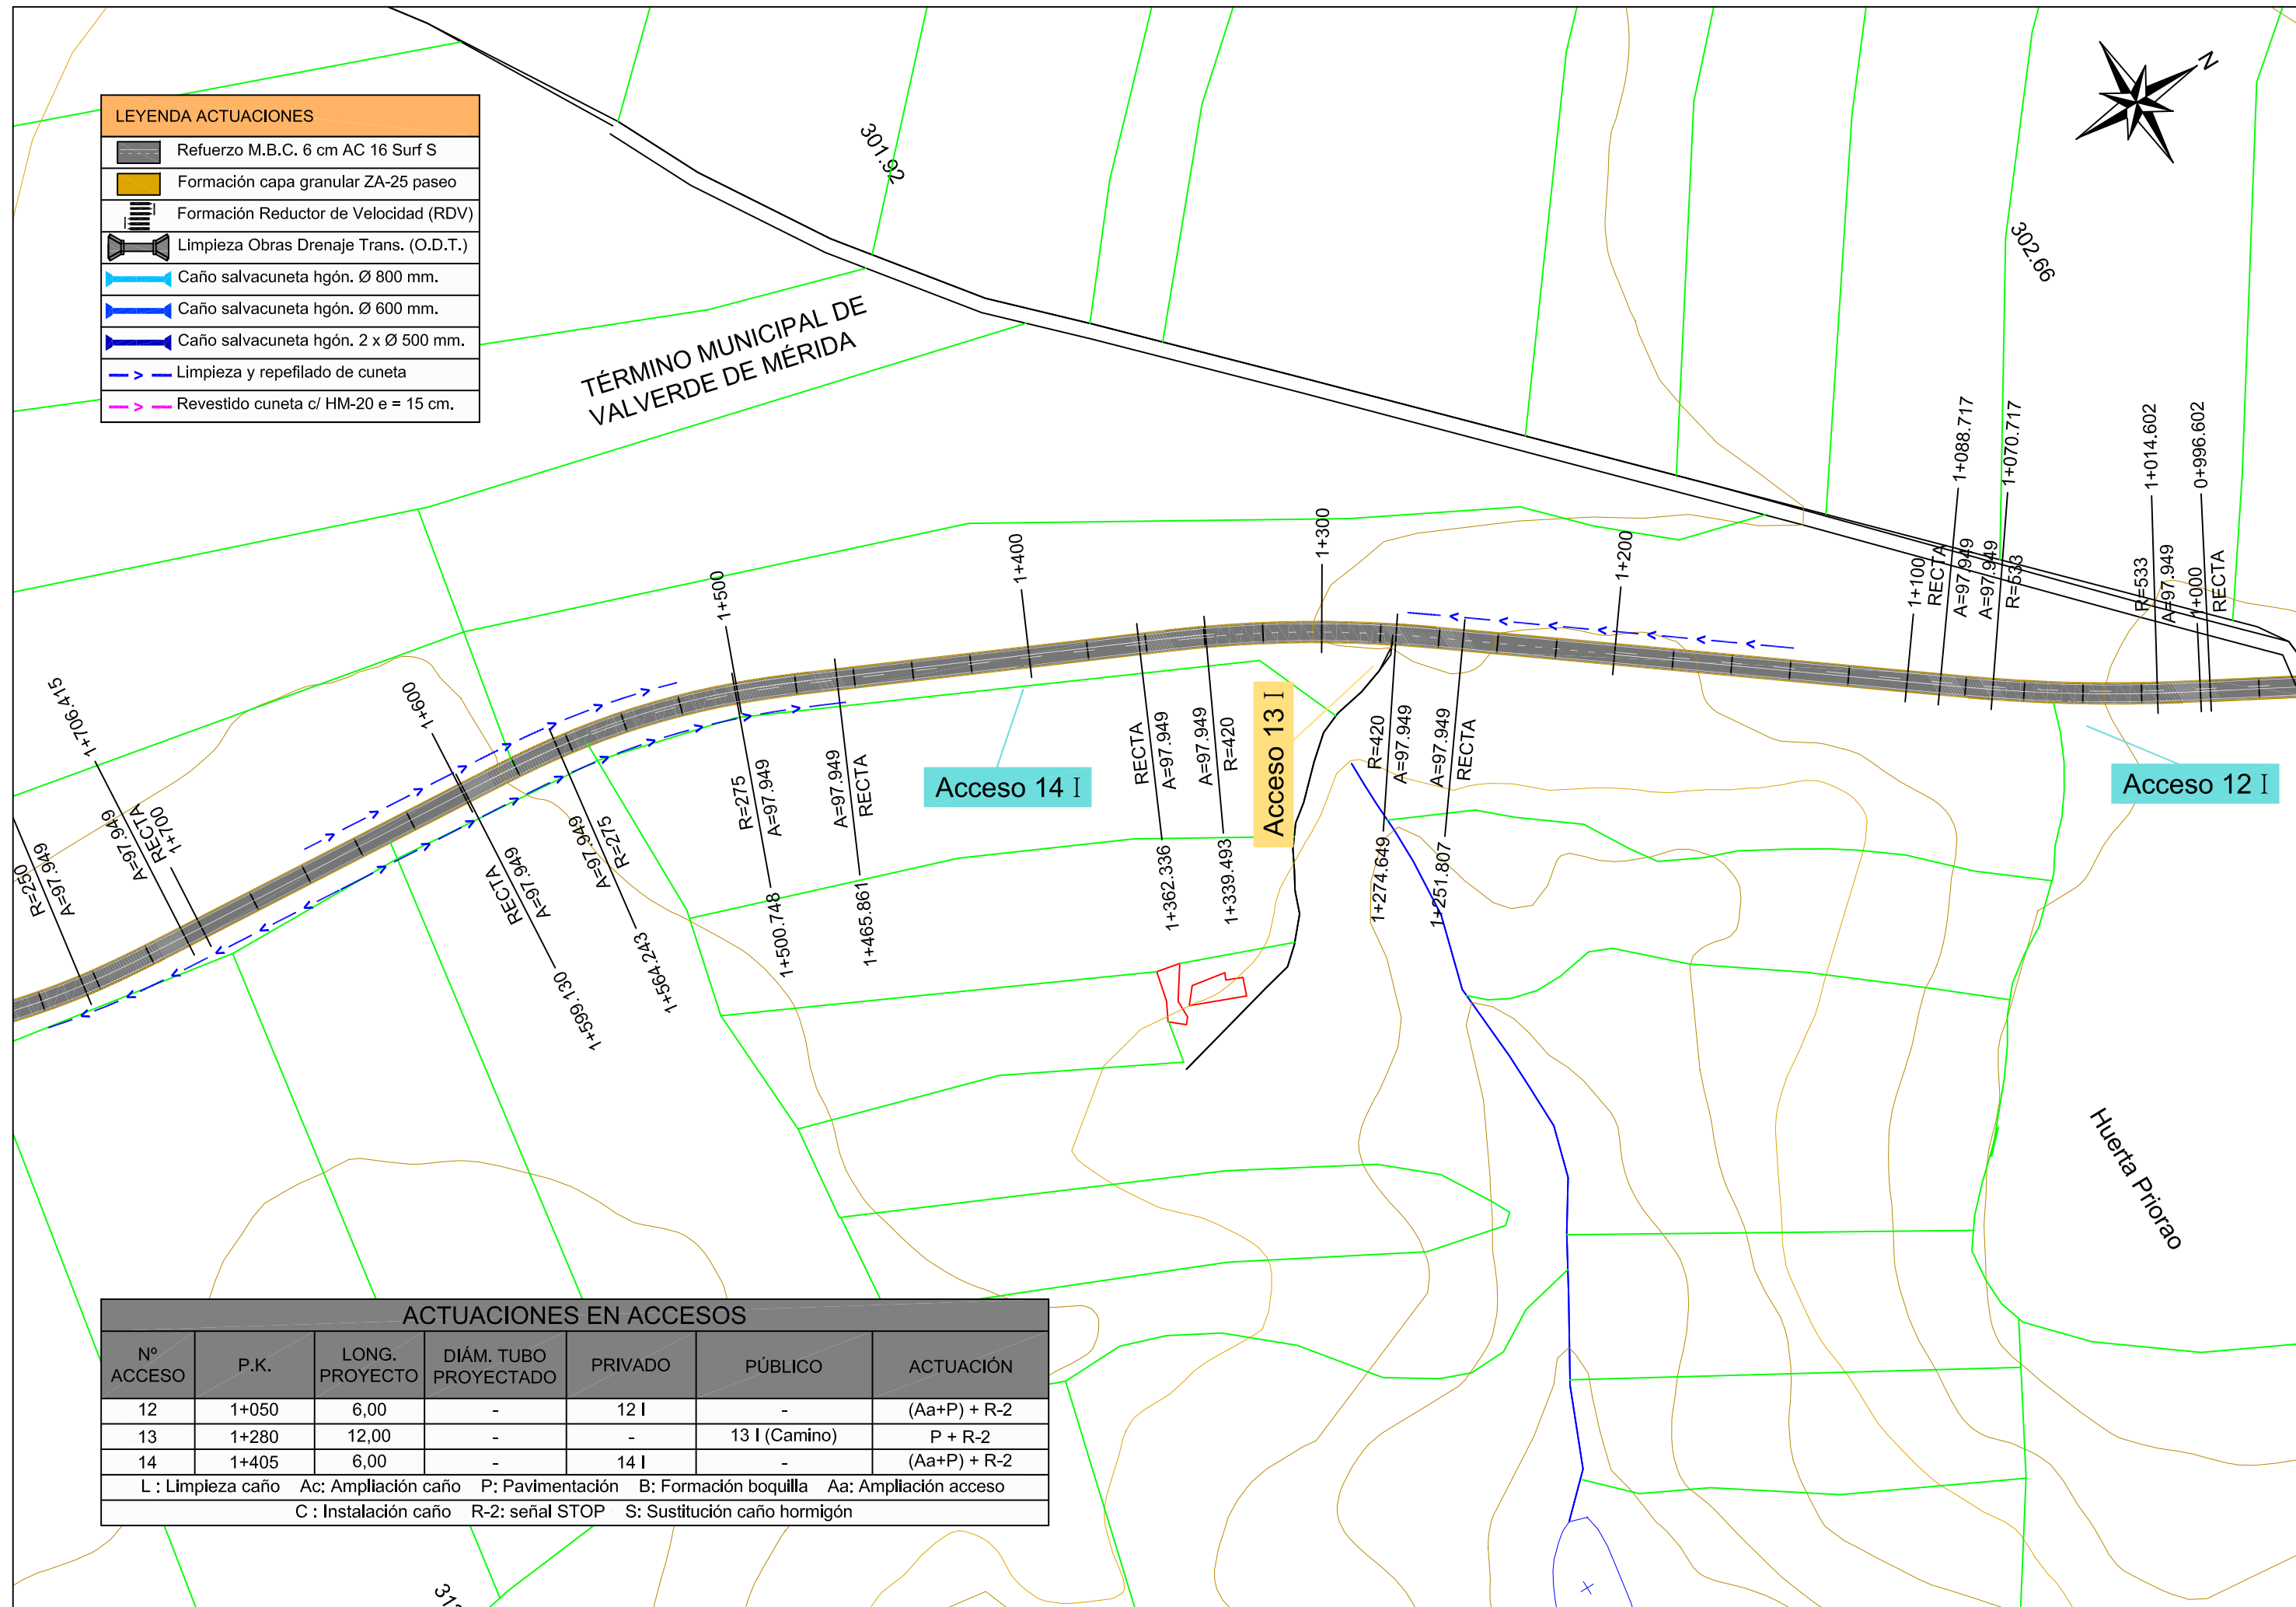 N
LEYENDA ACTUACIONES
Refuerzo M.B.C. 6 cm AC 16 Surf S
Formación capa granular ZA-25 paseo
Formación Reductor de Velocidad (RDV)
Limpieza Obras Drenaje Trans. (O.D.T.)
Caño salvacuneta hgón. Ø 800 mm.
Caño salvacuneta hgón. Ø 600 mm.
Caño salvacuneta hgón. 2 x Ø 500 mm.
Limpieza y repefilado de cuneta
Revestido cuneta c/ HM-20 e = 15 cm.
301.92
302.66
TÉRMINO MUNICIPAL DE
VALVERDE DE MÉRIDA
R=250
A=97.949
1+706.415
A=97.949
RECTA
1+700
1+600
RECTA
A=97.949
1+599.130
A=97.949
R=275
1+564.243
1+500
R=275
A=97.949
1+500.748
A=97.949
RECTA
1+465.861
1+400
Acceso 14 I
RECTA
A=97.949
1+362.336
A=97.949
R=420
1+339.493
1+300
Acceso 13 I
R=420
A=97.949
1+274.649
A=97.949
RECTA
1+251.807
1+200
1+100
RECTA
A=97.949
1+088.717
A=97.949
R=533
1+070.717
R=533
A=97.949
1+014.602
1+000
RECTA
0+996.602
Acceso 12 I
Huerta Priorao
ACTUACIONES EN ACCESOS
Nº ACCESO P.K. LONG. PROYECTO DIÁM. TUBO PROYECTADO PRIVADO PÚBLICO ACTUACIÓN
12 1+050 6,00 - 12 I - (Aa+P) + R-2
13 1+280 12,00 - - 13 I (Camino) P + R-2
14 1+405 6,00 - 14 I - (Aa+P) + R-2
L : Limpieza caño Ac: Ampliación caño P: Pavimentación B: Formación boquilla Aa: Ampliación acceso
C : Instalación caño R-2: señal STOP S: Sustitución caño hormigón